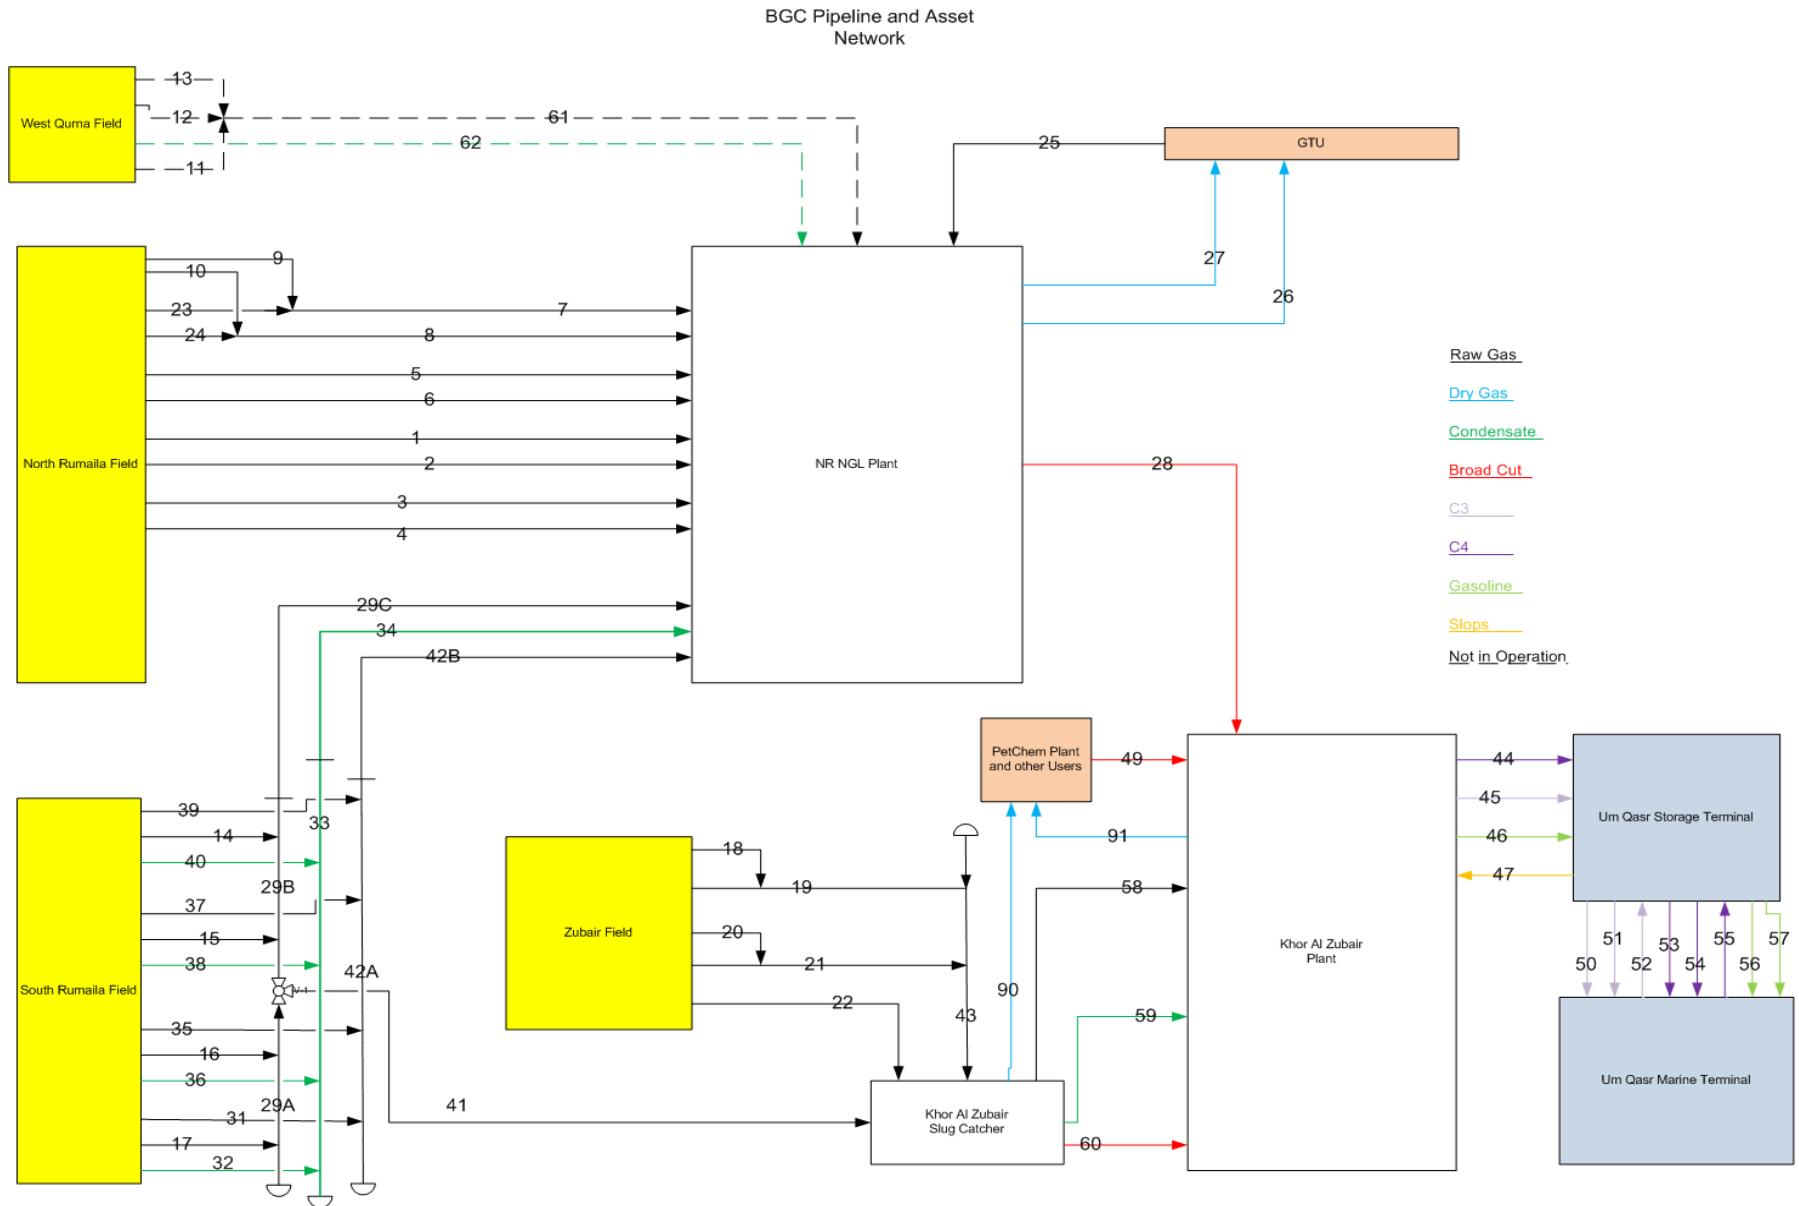 BGC Pipeline and Asset
Network
13
West Qurna Field
12
61
62
11
25
GTU
9
10
27
23
7
26
24
8
5
6
1
North Rumaila Field
2
NR NGL Plant
28
3
4
29C
34
42B
Raw Gas
Dry Gas
Condensate
Broad Cut
C3
C4
Gasoline
Slops
Not in Operation
PetChem Plant
and other Users
49
44
45
Um Qasr Storage Terminal
46
47
39
33
14
40
29B
37
15
38
42A
South Rumaila Field
V-1
35
16
36
29A
31
17
32
41
18
19
20
Zubair Field
21
22
43
90
91
58
59
60
Khor Al Zubair
Plant
Khor Al Zubair
Slug Catcher
50
51
52
53
54
55
56
57
Um Qasr Marine Terminal